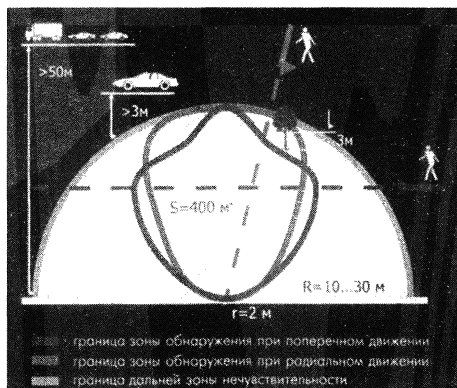 >50м
>3м
3м
S=400 м²
R=10...30 м
r=2 м
граница зоны обнаружения при поперечном движении
граница зоны обнаружения при радиальном движении
граница дальней зоны нечувствительности